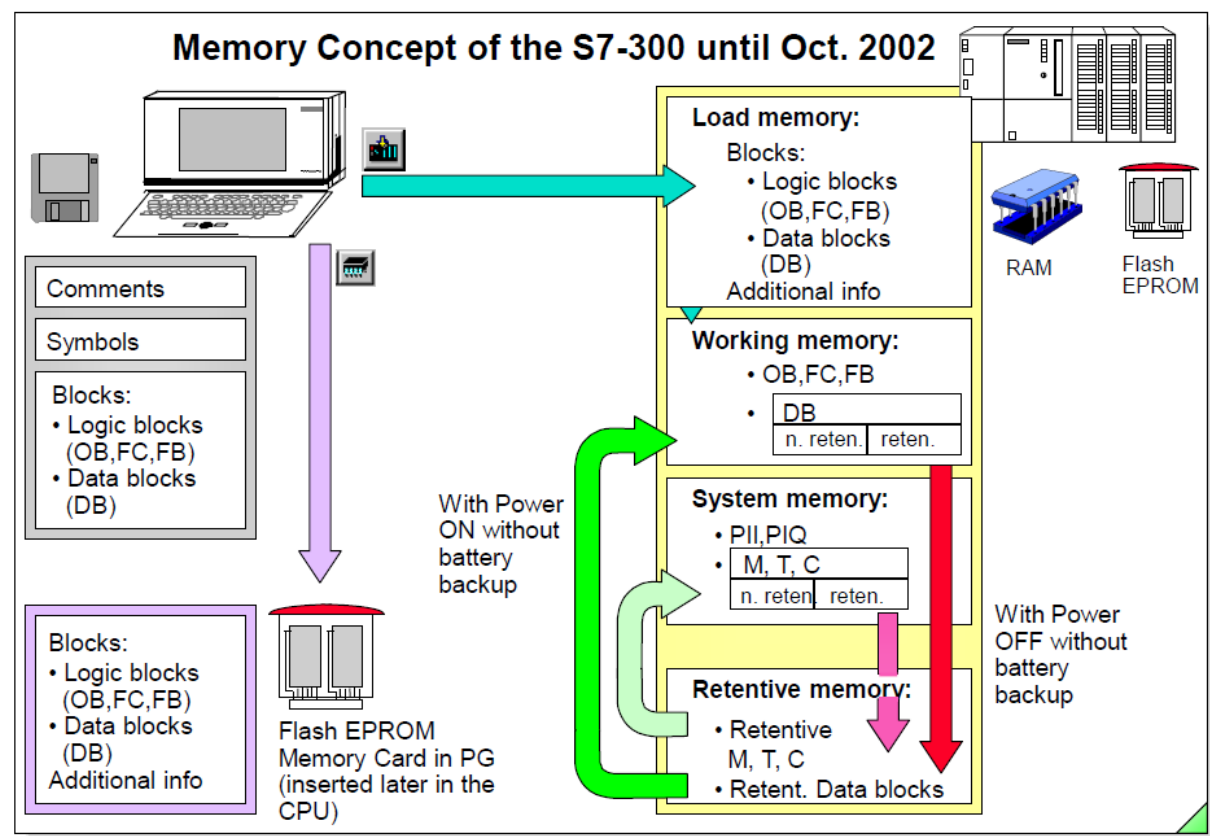 Memory Concept of the S7-300 until Oct. 2002
Comments
Symbols
Blocks:
• Logic blocks
(OB,FC,FB)
• Data blocks
(DB)
Blocks:
• Logic blocks
(OB,FC,FB)
• Data blocks
(DB)
Additional info
Flash EPROM
Memory Card in PG
(inserted later in the
CPU)
With Power
ON without
battery
backup
Load memory:
Blocks:
• Logic blocks
(OB,FC,FB)
• Data blocks
(DB)
Additional info
Working memory:
• OB,FC,FB
• DB
n. reten. reten.
System memory:
• PII,PIQ
• M, T, C
n. reten. reten.
Retentive memory:
• Retentive
M, T, C
• Retent. Data blocks
RAM
Flash
EPROM
With Power
OFF without
battery
backup